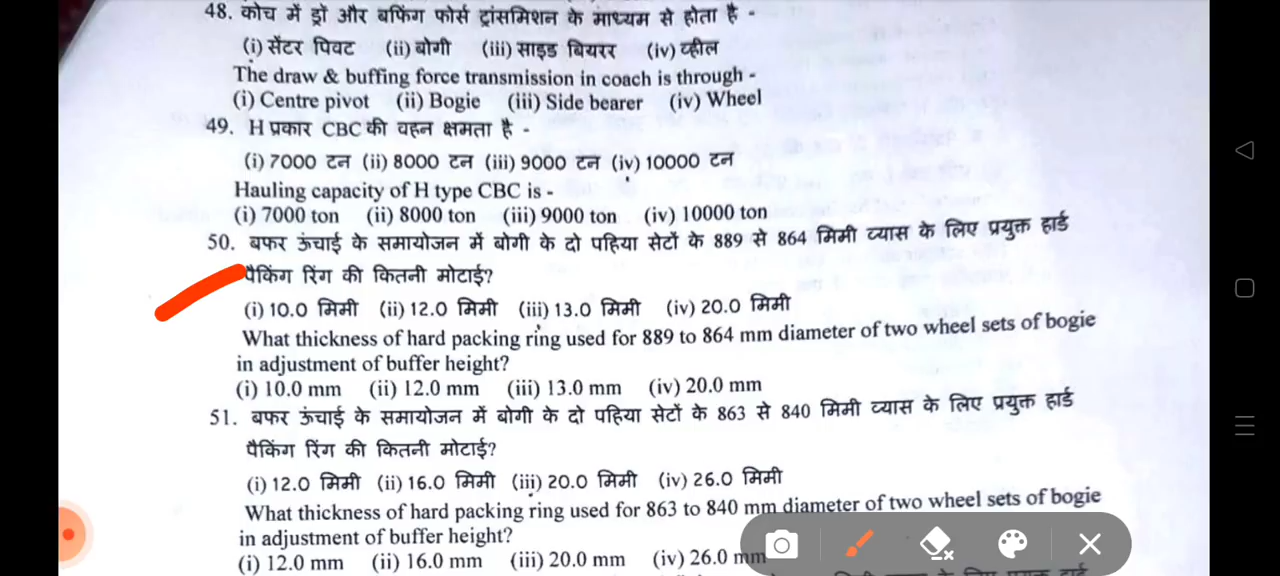 48. कोच में ड्रॉ और बफिंग फोर्स ट्रांसमिशन के माध्यम से होता है -
(i) सेंटर पिवट (ii) बोगी (iii) साइड बियरर (iv) व्हील
The draw & buffing force transmission in coach is through -
(i) Centre pivot (ii) Bogie (iii) Side bearer (iv) Wheel
49. H प्रकार CBC की वहन क्षमता है -
(i) 7000 टन (ii) 8000 टन (iii) 9000 टन (iv) 10000 टन
Hauling capacity of H type CBC is -
(i) 7000 ton (ii) 8000 ton (iii) 9000 ton (iv) 10000 ton
50. बफर ऊंचाई के समायोजन में बोगी के दो पहिया सेटों के 889 से 864 मिमी व्यास के लिए प्रयुक्त हार्ड
पैकिंग रिंग की कितनी मोटाई?
(i) 10.0 मिमी (ii) 12.0 मिमी (iii) 13.0 मिमी (iv) 20.0 मिमी
What thickness of hard packing ring used for 889 to 864 mm diameter of two wheel sets of bogie
in adjustment of buffer height?
(i) 10.0 mm (ii) 12.0 mm (iii) 13.0 mm (iv) 20.0 mm
51. बफर ऊंचाई के समायोजन में बोगी के दो पहिया सेटों के 863 से 840 मिमी व्यास के लिए प्रयुक्त हार्ड
पैकिंग रिंग की कितनी मोटाई?
(i) 12.0 मिमी (ii) 16.0 मिमी (iii) 20.0 मिमी (iv) 26.0 मिमी
What thickness of hard packing ring used for 863 to 840 mm diameter of two wheel sets of bogie
in adjustment of buffer height?
(i) 12.0 mm (ii) 16.0 mm (iii) 20.0 mm (iv) 26.0 mm